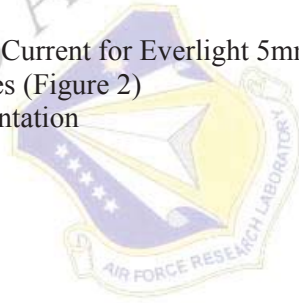 Current for Everlight 5mm
es (Figure 2)
ntation
AIR FORCE RESEARCH LABORATORY